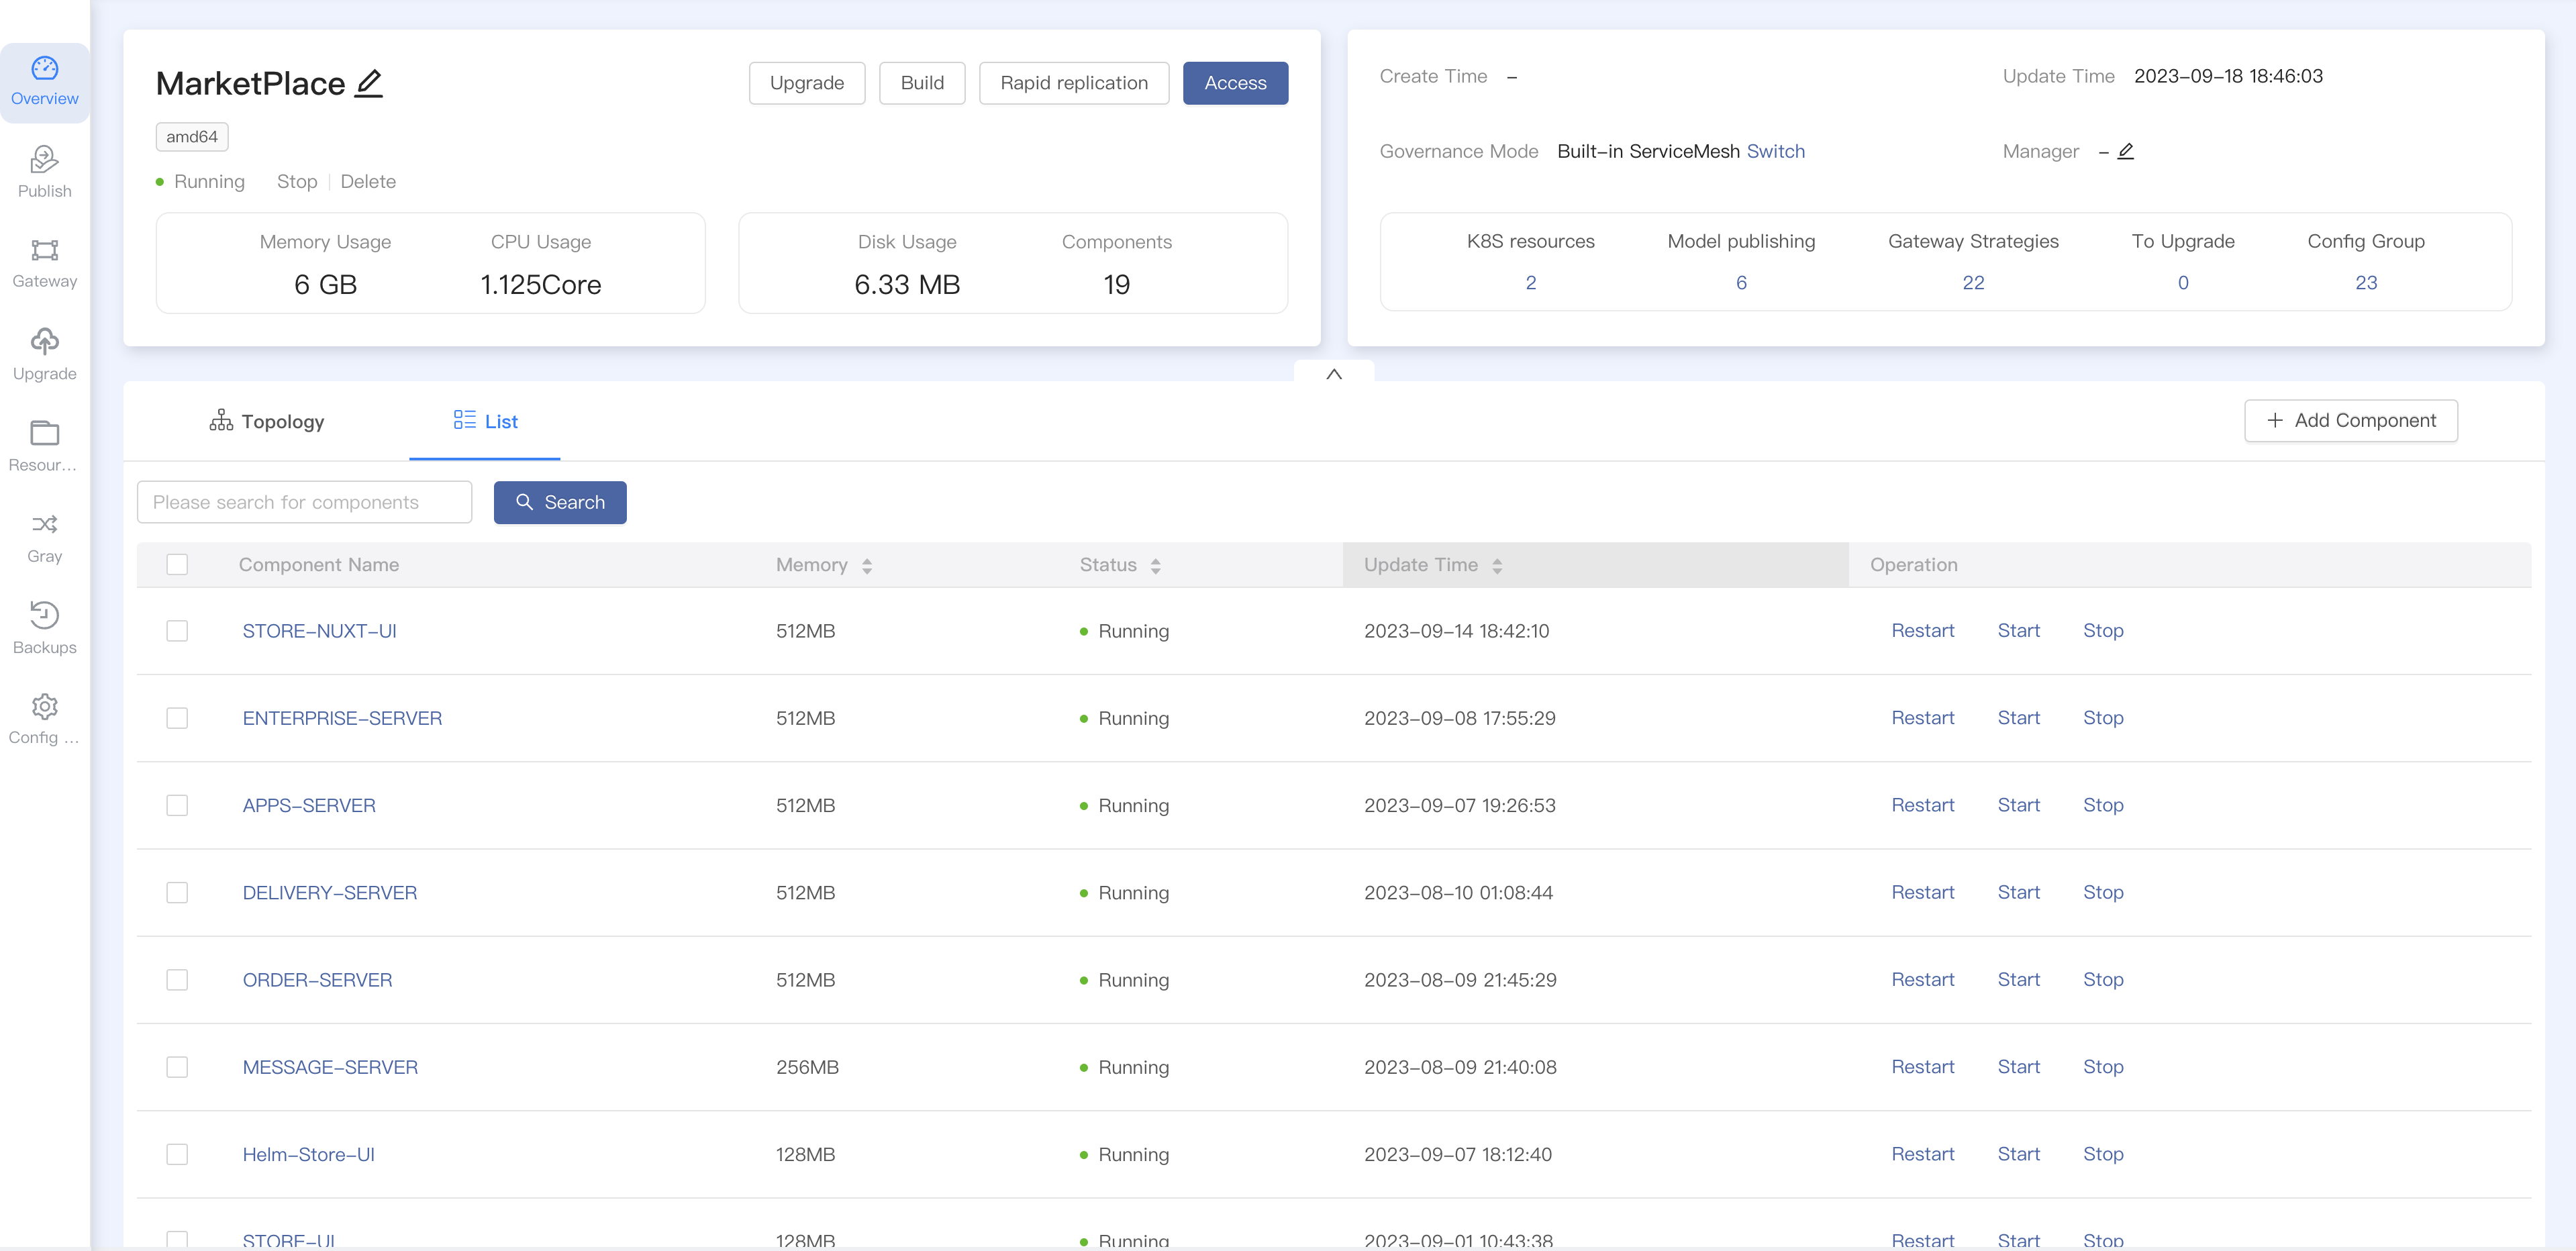 Overview
Publish
Gateway
Upgrade
Resour...
Gray
Backups
Config ...
MarketPlace
Upgrade Build Rapid replication Access
amd64
Running Stop Delete
Memory Usage CPU Usage Disk Usage Components
6 GB 1.125Core 6.33 MB 19
Create Time – Update Time 2023-09-18 18:46:03
Governance Mode Built-in ServiceMesh Switch Manager –
K8S resources Model publishing Gateway Strategies To Upgrade Config Group
2 6 22 0 23
Topology List + Add Component
Please search for components Search
Component Name Memory Status Update Time Operation
STORE-NUXT-UI 512MB Running 2023-09-14 18:42:10 Restart Start Stop
ENTERPRISE-SERVER 512MB Running 2023-09-08 17:55:29 Restart Start Stop
APPS-SERVER 512MB Running 2023-09-07 19:26:53 Restart Start Stop
DELIVERY-SERVER 512MB Running 2023-08-10 01:08:44 Restart Start Stop
ORDER-SERVER 512MB Running 2023-08-09 21:45:29 Restart Start Stop
MESSAGE-SERVER 256MB Running 2023-08-09 21:40:08 Restart Start Stop
Helm-Store-UI 128MB Running 2023-09-07 18:12:40 Restart Start Stop
STORE-UI 128MB Running 2023-09-01 10:43:38 Restart Start Stop